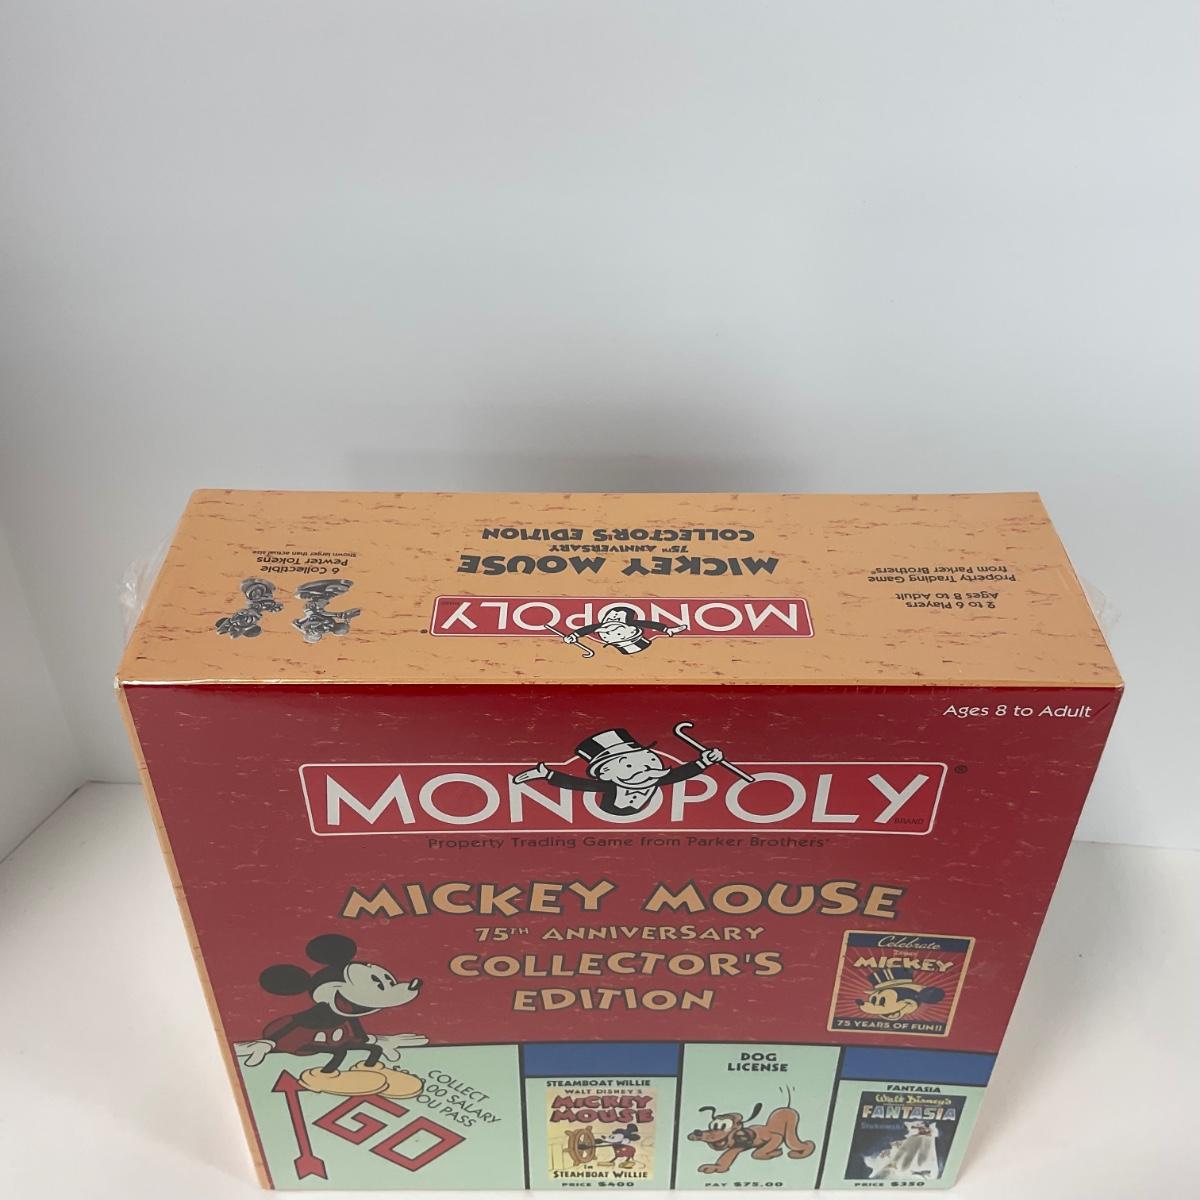 MICKEY MOUSE
75TH ANNIVERSARY
COLLECTOR'S EDITION
MONOPOLY
6 Collectible
Pewter Tokens
Shown larger than actual size
2 to 6 Players
Ages 8 to Adult
Property Trading Game
from Parker Brothers®
Ages 8 to Adult
MONOPOLY®
BRAND
Property Trading Game from Parker Brothers®
MICKEY MOUSE
75TH ANNIVERSARY
COLLECTOR'S
EDITION
Celebrate
MICKEY
75 YEARS OF FUN!!
COLLECT
00 SALARY
OU PASS
GO
STEAMBOAT WILLIE
WALT DISNEY'S
MICKEY
MOUSE
IN
STEAMBOAT WILLIE
PRICE $400
DOG
LICENSE
PAY $75.00
FANTASIA
Walt Disney's
FANTASIA
Stokowski
PRICE $350